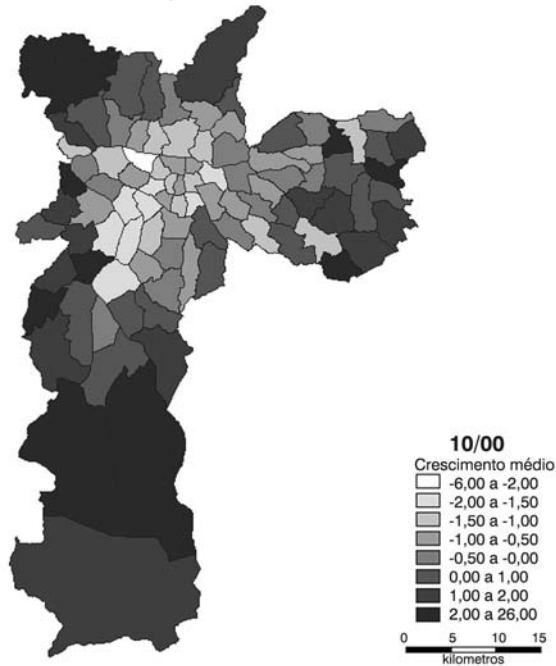 10/00
Crescimento médio
-6,00 a -2,00
-2,00 a -1,50
-1,50 a -1,00
-1,00 a -0,50
-0,50 a -0,00
0,00 a 1,00
1,00 a 2,00
2,00 a 26,00
0 5 10 15
kilometros